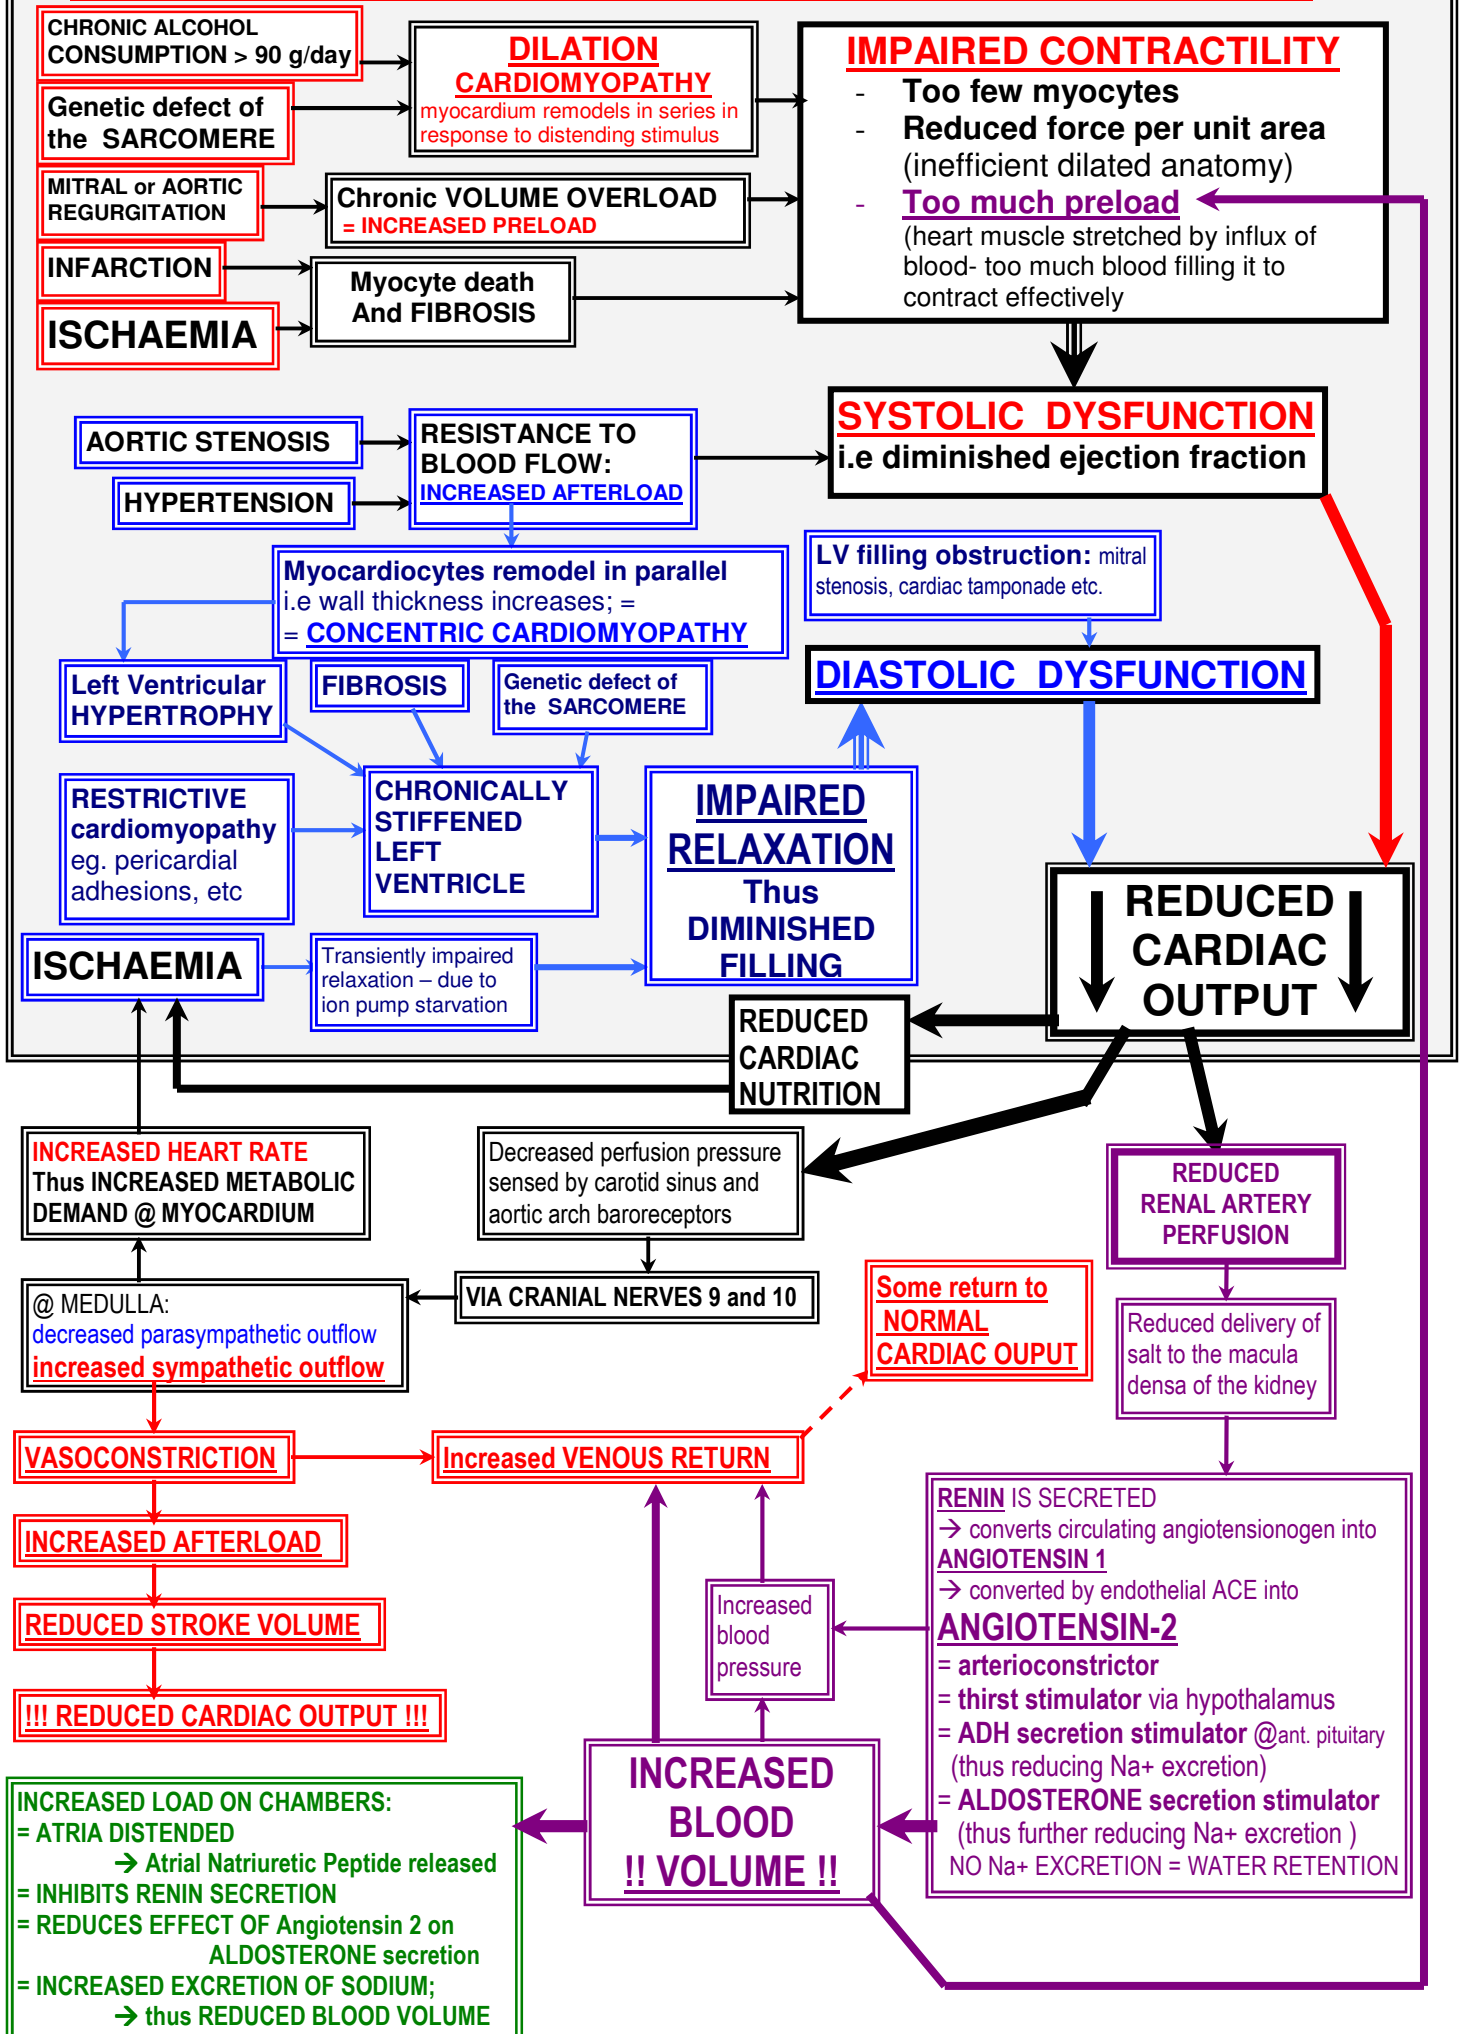 CHRONIC ALCOHOL
CONSUMPTION > 90 g/day
Genetic defect of
the SARCOMERE
MITRAL or AORTIC
REGURGITATION
INFARCTION
ISCHAEMIA
DILATION
CARDIOMYOPATHY
myocardium remodels in series in
response to distending stimulus
Chronic VOLUME OVERLOAD
= INCREASED PRELOAD
Myocyte death
And FIBROSIS
IMPAIRED CONTRACTILITY
- Too few myocytes
- Reduced force per unit area
(inefficient dilated anatomy)
- Too much preload
(heart muscle stretched by influx of
blood- too much blood filling it to
contract effectively
SYSTOLIC DYSFUNCTION
i.e diminished ejection fraction
AORTIC STENOSIS
HYPERTENSION
RESISTANCE TO
BLOOD FLOW:
INCREASED AFTERLOAD
Myocardiocytes remodel in parallel
i.e wall thickness increases; =
= CONCENTRIC CARDIOMYOPATHY
LV filling obstruction: mitral
stenosis, cardiac tamponade etc.
DIASTOLIC DYSFUNCTION
Left Ventricular
HYPERTROPHY
FIBROSIS
Genetic defect of
the SARCOMERE
RESTRICTIVE
cardiomyopathy
eg. pericardial
adhesions, etc
CHRONICALLY
STIFFENED
LEFT
VENTRICLE
IMPAIRED
RELAXATION
Thus
DIMINISHED
FILLING
ISCHAEMIA
Transiently impaired
relaxation – due to
ion pump starvation
REDUCED
CARDIAC
OUTPUT
REDUCED
CARDIAC
NUTRITION
INCREASED HEART RATE
Thus INCREASED METABOLIC
DEMAND @ MYOCARDIUM
Decreased perfusion pressure
sensed by carotid sinus and
aortic arch baroreceptors
REDUCED
RENAL ARTERY
PERFUSION
VIA CRANIAL NERVES 9 and 10
@ MEDULLA:
decreased parasympathetic outflow
increased sympathetic outflow
Some return to
NORMAL
CARDIAC OUPUT
Reduced delivery of
salt to the macula
densa of the kidney
VASOCONSTRICTION
Increased VENOUS RETURN
INCREASED AFTERLOAD
REDUCED STROKE VOLUME
!!! REDUCED CARDIAC OUTPUT !!!
Increased
blood
pressure
RENIN IS SECRETED
→ converts circulating angiotensionogen into
ANGIOTENSIN 1
→ converted by endothelial ACE into
ANGIOTENSIN-2
= arterioconstrictor
= thirst stimulator via hypothalamus
= ADH secretion stimulator @ant. pituitary
(thus reducing Na+ excretion)
= ALDOSTERONE secretion stimulator
(thus further reducing Na+ excretion )
NO Na+ EXCRETION = WATER RETENTION
INCREASED
BLOOD
!! VOLUME !!
INCREASED LOAD ON CHAMBERS:
= ATRIA DISTENDED
→ Atrial Natriuretic Peptide released
= INHIBITS RENIN SECRETION
= REDUCES EFFECT OF Angiotensin 2 on
ALDOSTERONE secretion
= INCREASED EXCRETION OF SODIUM;
→ thus REDUCED BLOOD VOLUME